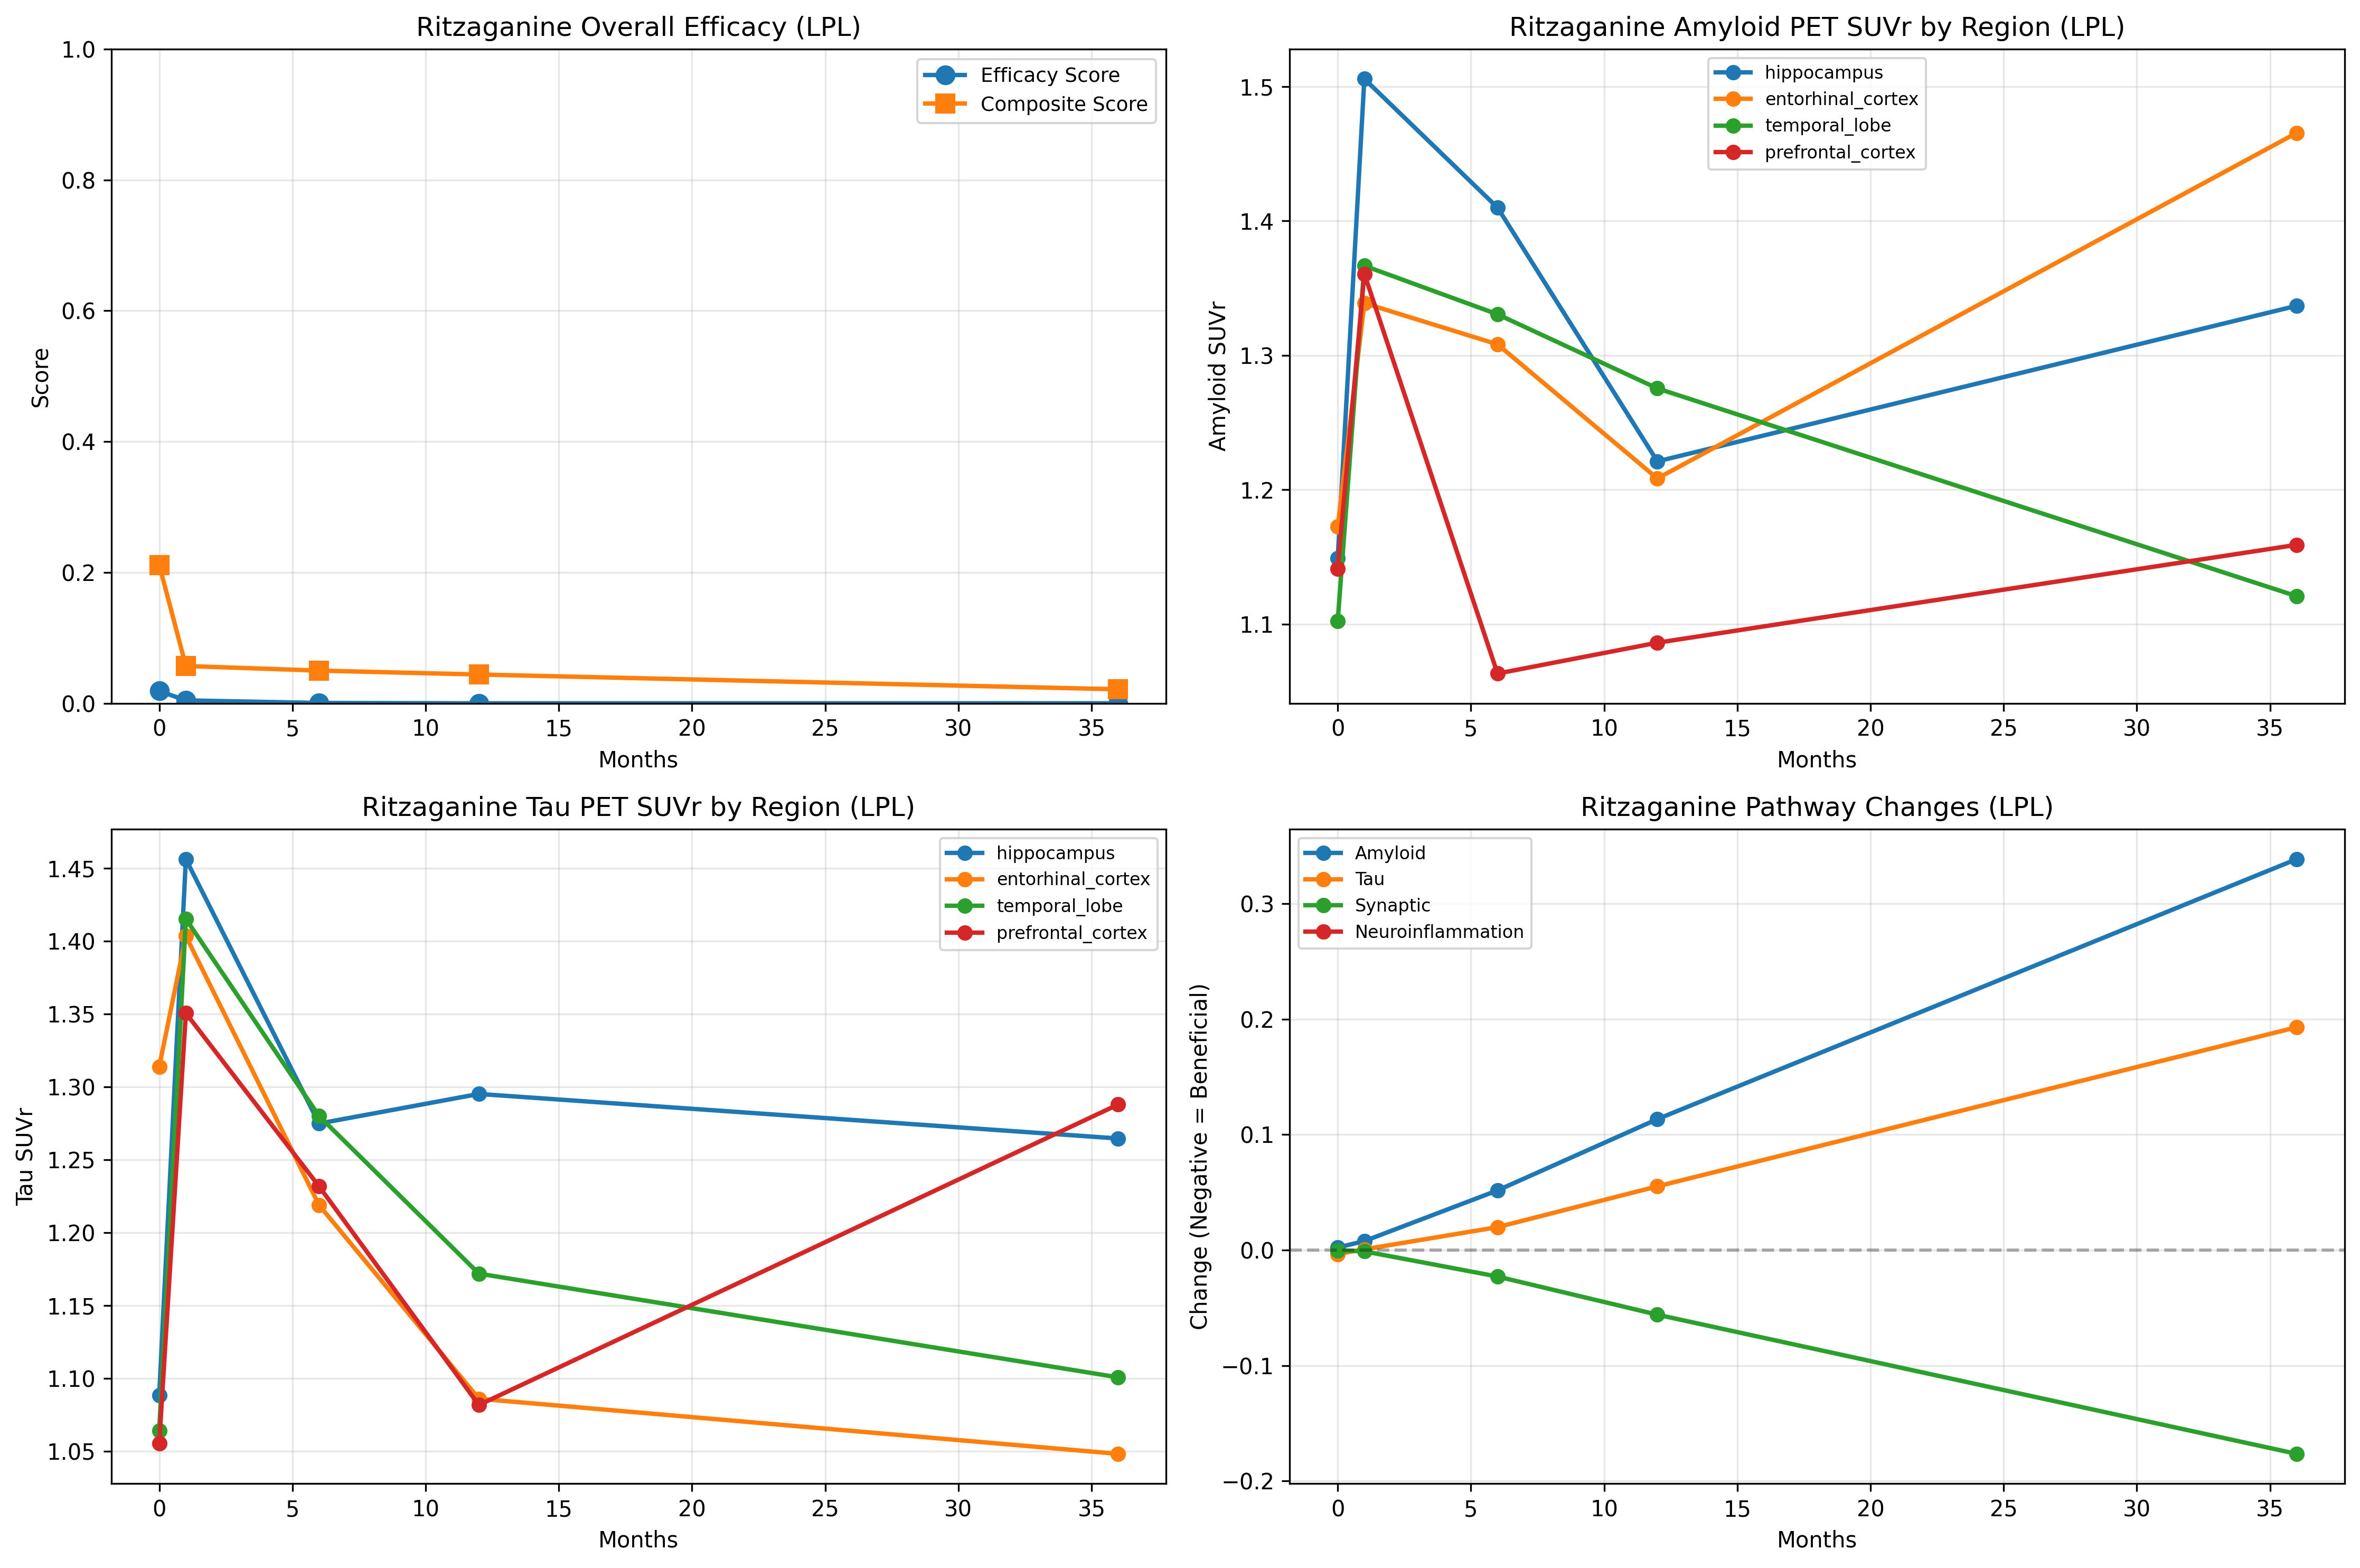 Ritzaganine Overall Efficacy (LPL)
1.0
0.8
0.6
0.4
0.2
0.0
Score
Efficacy Score
Composite Score
0 5 10 15 20 25 30 35
Months
Ritzaganine Amyloid PET SUVr by Region (LPL)
1.5
1.4
1.3
1.2
1.1
Amyloid SUVr
hippocampus
entorhinal_cortex
temporal_lobe
prefrontal_cortex
0 5 10 15 20 25 30 35
Months
Ritzaganine Tau PET SUVr by Region (LPL)
1.45
1.40
1.35
1.30
1.25
1.20
1.15
1.10
1.05
Tau SUVr
hippocampus
entorhinal_cortex
temporal_lobe
prefrontal_cortex
0 5 10 15 20 25 30 35
Months
Ritzaganine Pathway Changes (LPL)
0.3
0.2
0.1
0.0
−0.1
−0.2
Change (Negative = Beneficial)
Amyloid
Tau
Synaptic
Neuroinflammation
0 5 10 15 20 25 30 35
Months